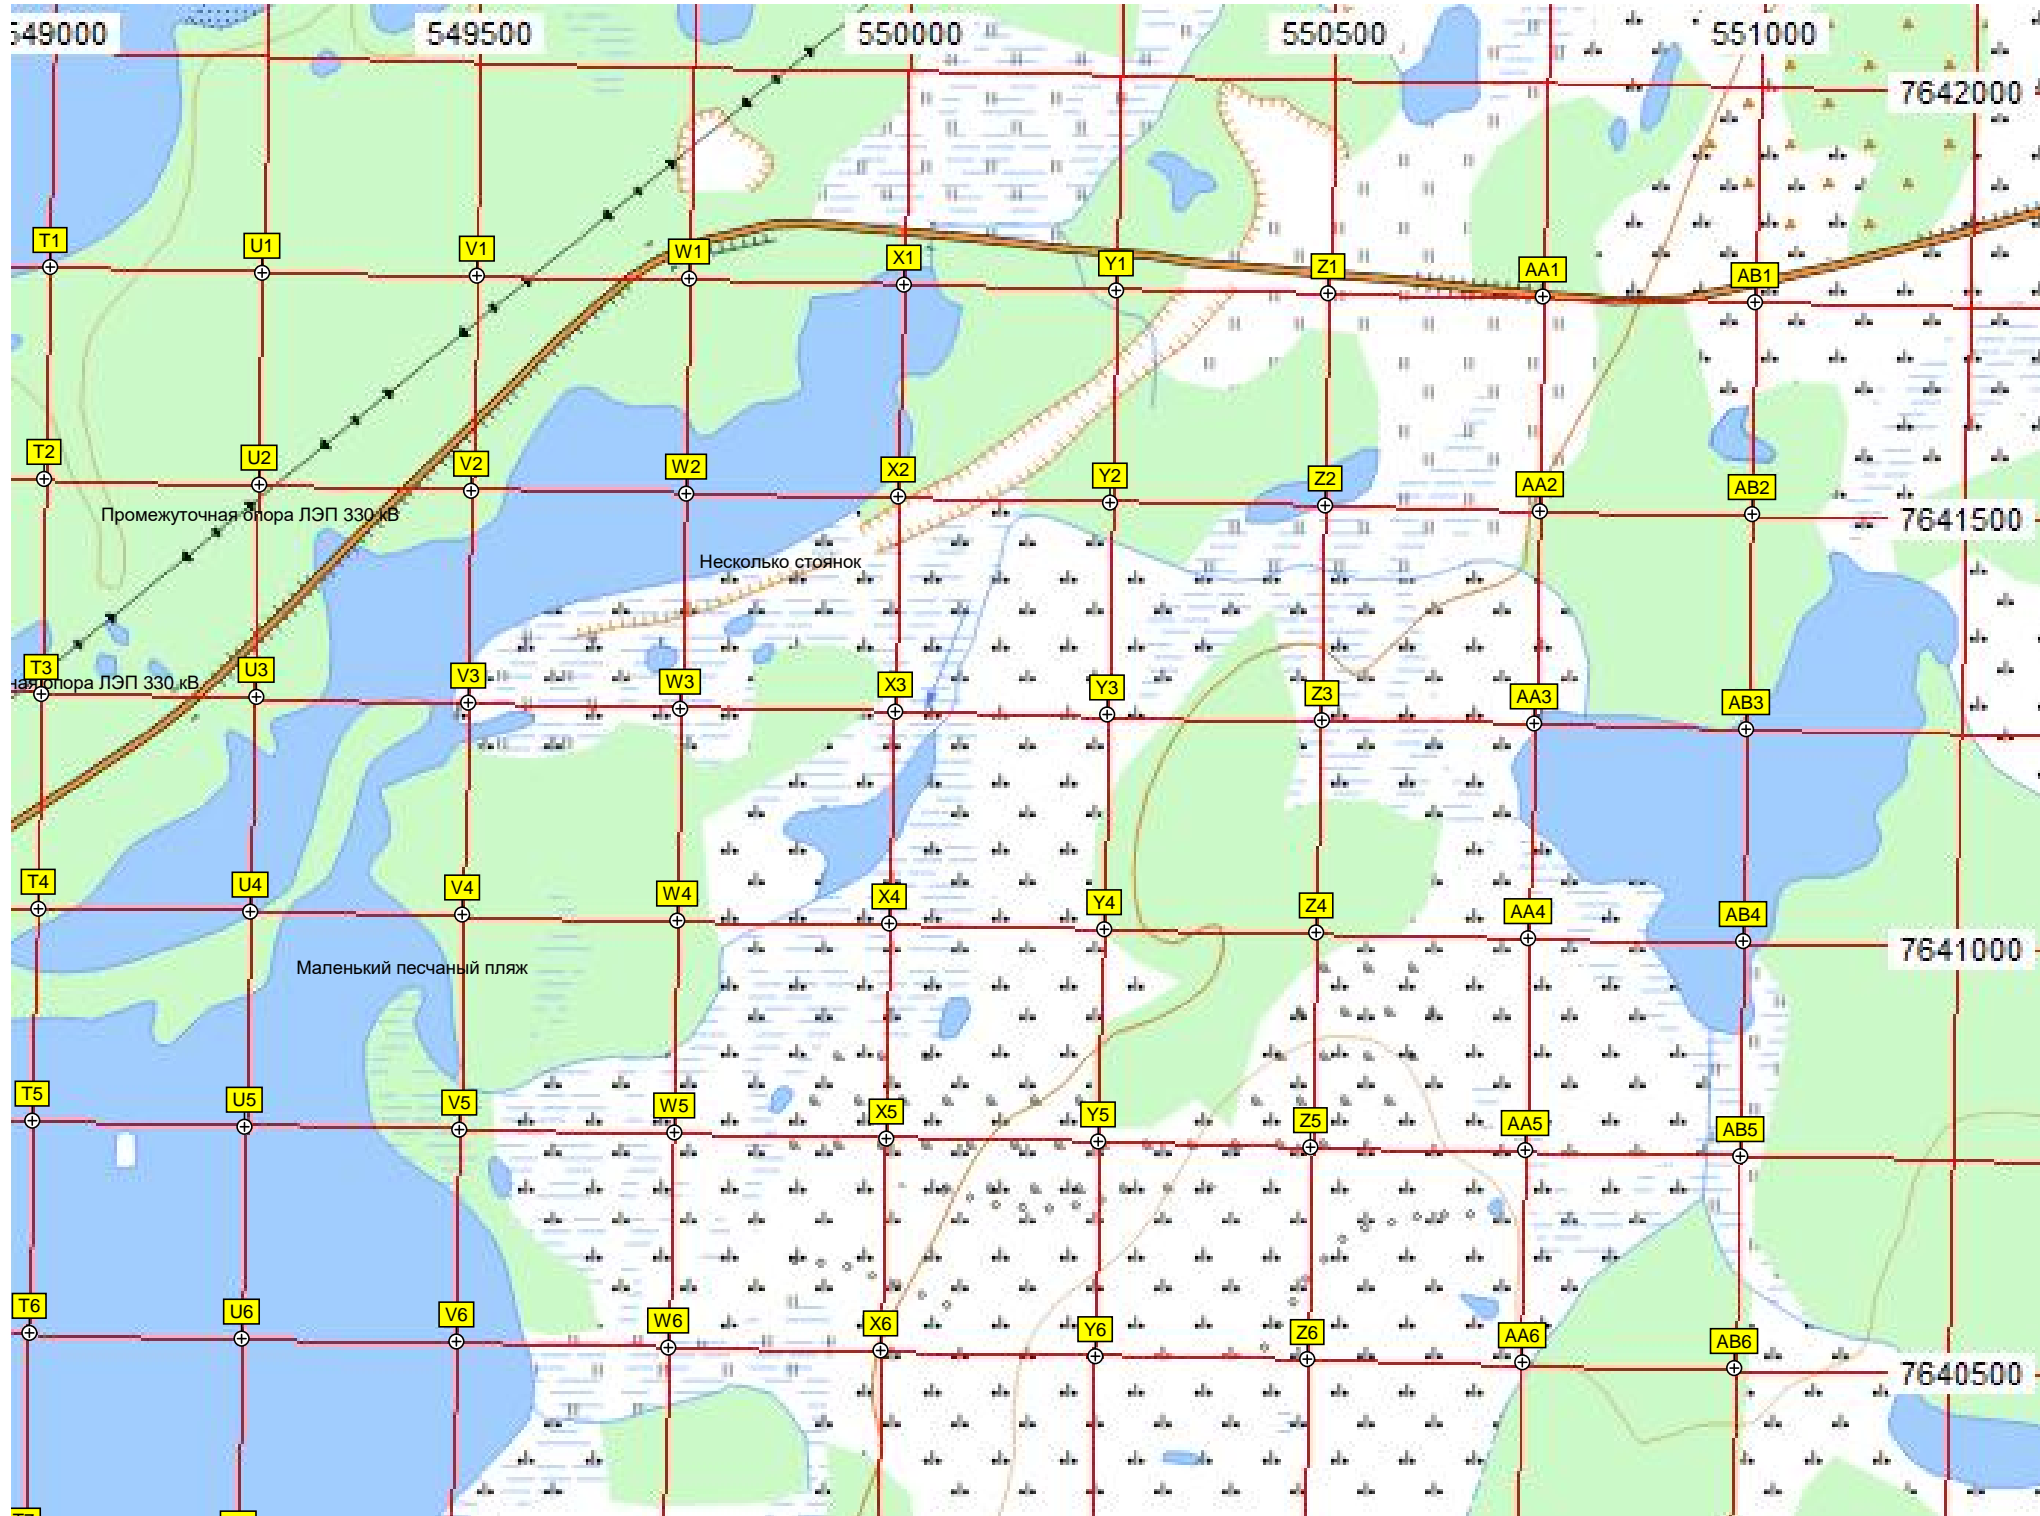 549000 549500 550000 550500 551000
7642000
T1 U1 V1 W1 X1 Y1 Z1 AA1 AB1
T2 U2 V2 W2 X2 Y2 Z2 AA2 AB2
Промежуточная опора ЛЭП 330 кВ
7641500
Несколько стоянок
T3 U3 V3 W3 X3 Y3 Z3 AA3 AB3
ная опора ЛЭП 330 кВ
T4 U4 V4 W4 X4 Y4 Z4 AA4 AB4
7641000
Маленький песчаный пляж
T5 U5 V5 W5 X5 Y5 Z5 AA5 AB5
T6 U6 V6 W6 X6 Y6 Z6 AA6 AB6
7640500